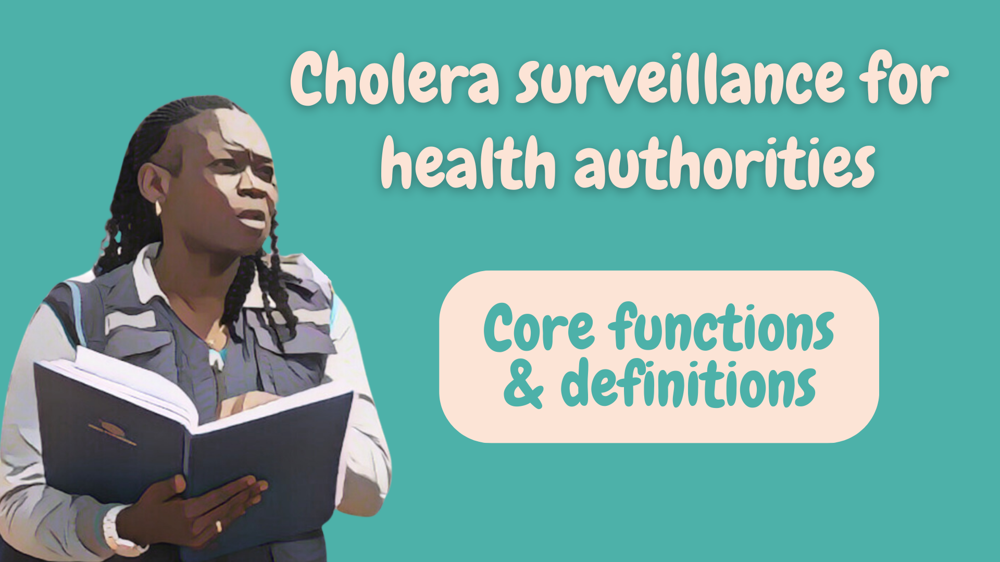 Cholera surveillance for
health authorities
Core functions
& definitions